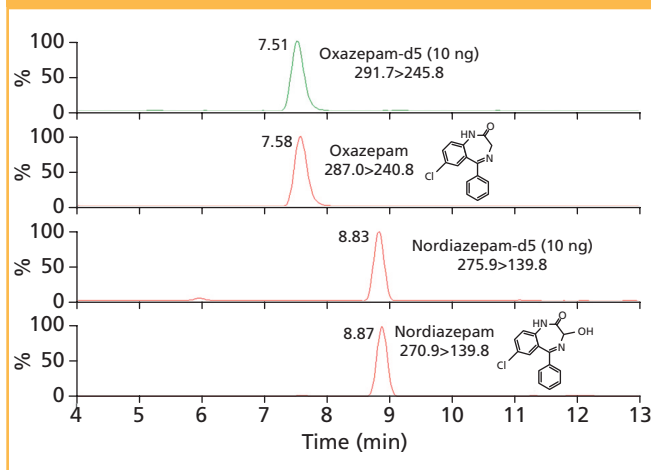 100
50
0
%
7.51
Oxazepam-d5 (10 ng)
291.7>245.8
100
50
0
%
7.58
Oxazepam
287.0>240.8
HN
O
N
Cl
100
50
0
%
8.83
Nordiazepam-d5 (10 ng)
275.9>139.8
100
50
0
%
8.87
Nordiazepam
270.9>139.8
HN
O
OH
N
Cl
4 5 6 7 8 9 10 11 12 13
Time (min)